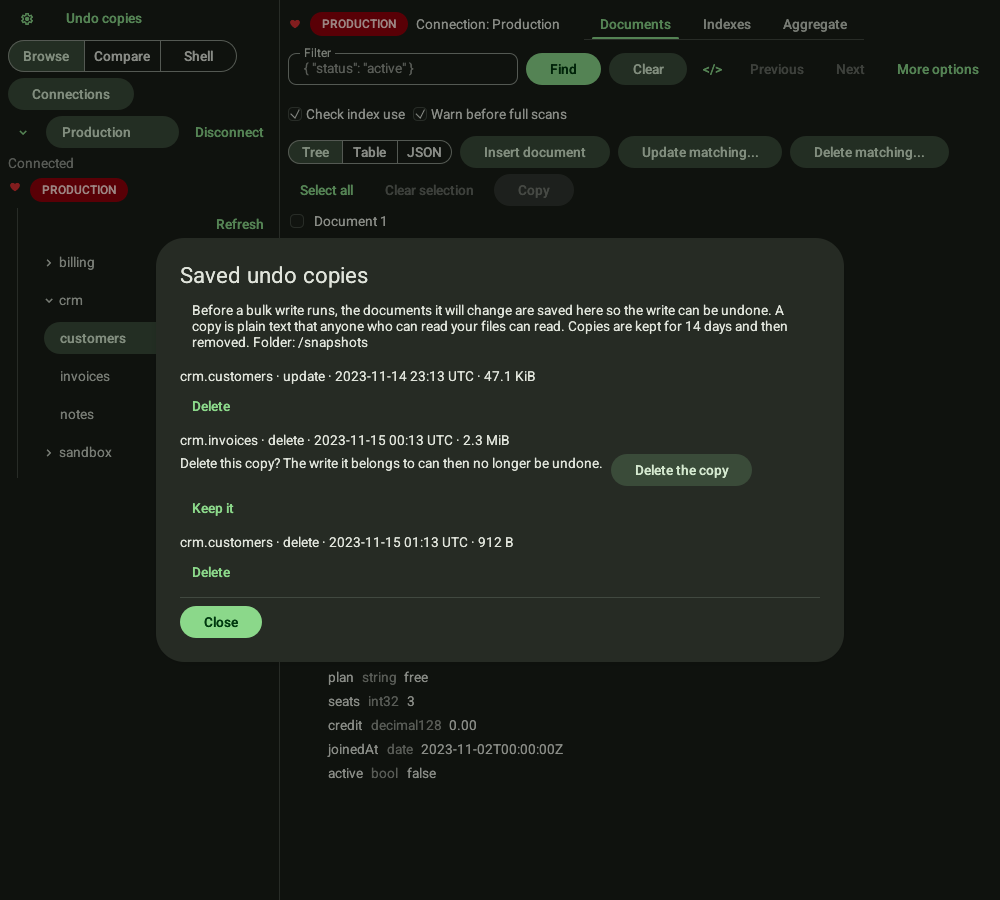 Undo copies
Browse Compare Shell
Connections
Production Disconnect
Connected
PRODUCTION
Refresh
billing
crm
customers
invoices
notes
sandbox
PRODUCTION Connection: Production Documents Indexes Aggregate
Filter
{ "status": "active" } Find Clear </> Previous Next More options
Check index use Warn before full scans
Tree Table JSON Insert document Update matching... Delete matching...
Select all Clear selection Copy
Document 1
Saved undo copies
Before a bulk write runs, the documents it will change are saved here so the write can be undone. A
copy is plain text that anyone who can read your files can read. Copies are kept for 14 days and then
removed. Folder: /snapshots
crm.customers · update · 2023-11-14 23:13 UTC · 47.1 KiB
Delete
crm.invoices · delete · 2023-11-15 00:13 UTC · 2.3 MiB
Delete this copy? The write it belongs to can then no longer be undone. Delete the copy
Keep it
crm.customers · delete · 2023-11-15 01:13 UTC · 912 B
Delete
Close
plan string free
seats int32 3
credit decimal128 0.00
joinedAt date 2023-11-02T00:00:00Z
active bool false